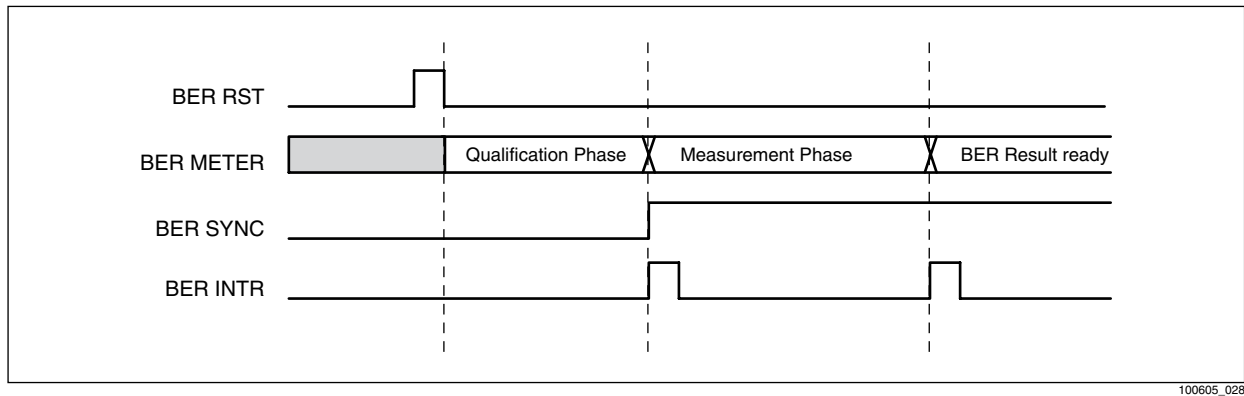 BER RST
BER METER
Qualification Phase
Measurement Phase
BER Result ready
BER SYNC
BER INTR
100605_028